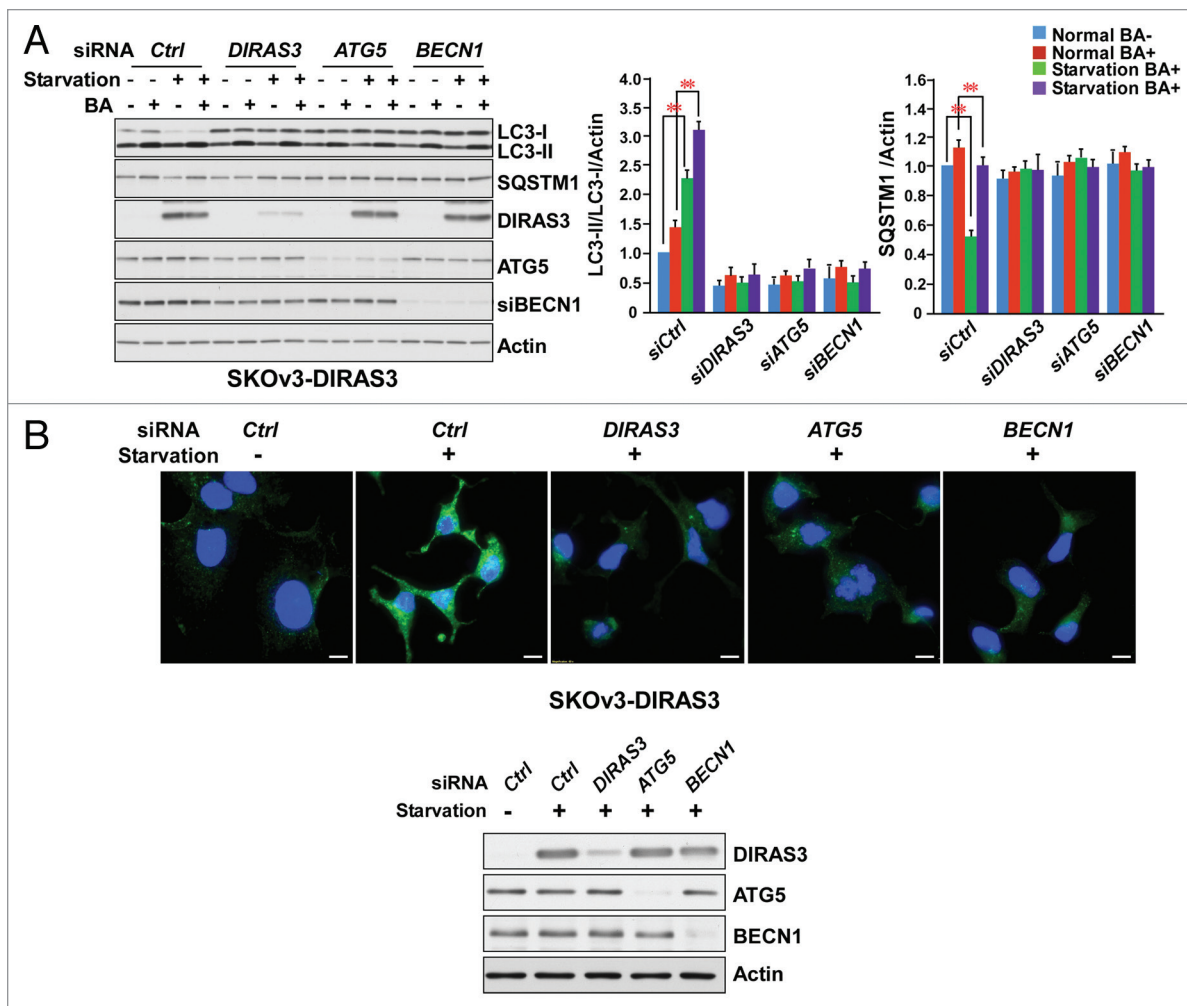 A
siRNA Ctrl DIRAS3 ATG5 BECN1
Starvation - - + + - - + + - - + + - - + +
BA - + - + - + - + - + - + - + - +
LC3-I
LC3-II
SQSTM1
DIRAS3
ATG5
siBECN1
Actin
SKOv3-DIRAS3
LC3-II/LC3-I/Actin
4.0
3.5
3.0
2.5
2.0
1.5
1.0
0.5
0
** **
siCtrl siDIRAS3 siATG5 siBECN1
SQSTM1 /Actin
1.6
1.4
1.2
1.0
0.8
0.6
0.4
0.2
0
** **
siCtrl siDIRAS3 siATG5 siBECN1
Normal BA-
Normal BA+
Starvation BA+
Starvation BA+
B
siRNA Ctrl Ctrl DIRAS3 ATG5 BECN1
Starvation - + + + +
SKOv3-DIRAS3
siRNA Ctrl Ctrl DIRAS3 ATG5 BECN1
Starvation - + + + +
DIRAS3
ATG5
BECN1
Actin